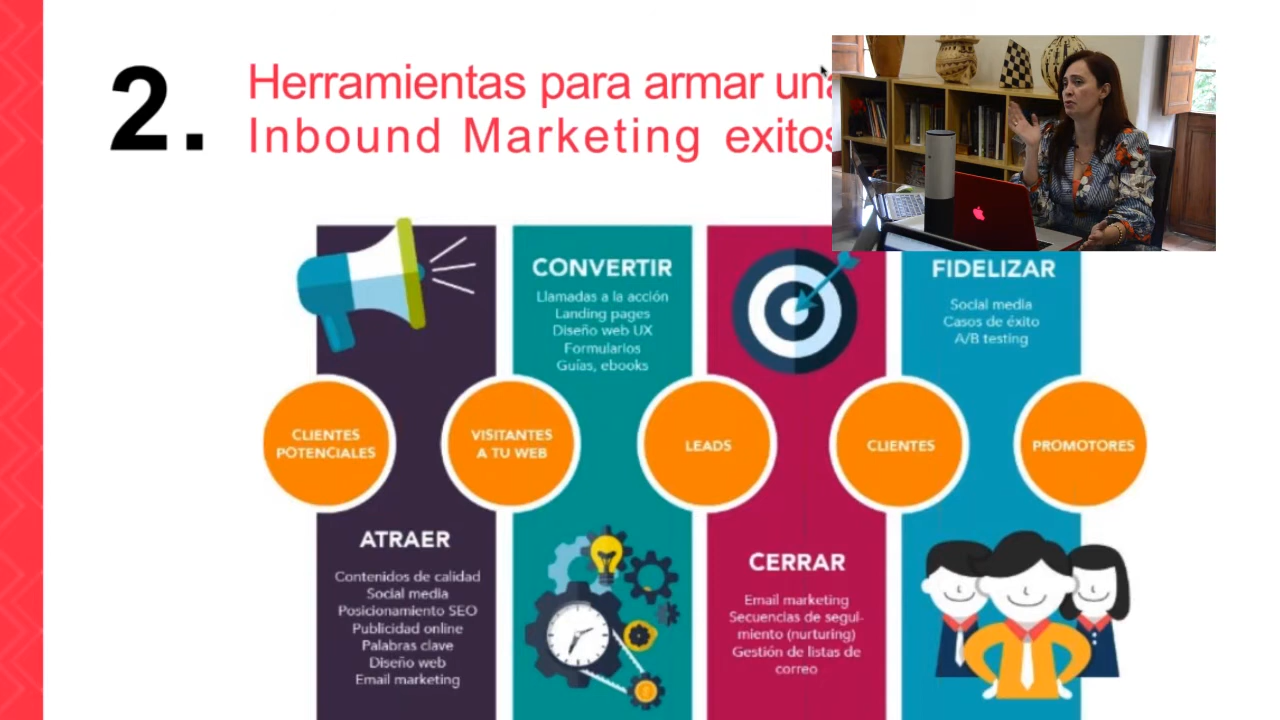 2.
Herramientas para armar una
Inbound Marketing exitos
CONVERTIR
Llamadas a la acción
Landing pages
Diseño web UX
Formularios
Guías, ebooks
FIDELIZAR
Social media
Casos de éxito
A/B testing
CLIENTES
POTENCIALES
VISITANTES
A TU WEB
LEADS
CLIENTES
PROMOTORES
ATRAER
Contenidos de calidad
Social media
Posicionamiento SEO
Publicidad online
Palabras clave
Diseño web
Email marketing
CERRAR
Email marketing
Secuencias de segui-
miento (nurturing)
Gestión de listas de
correo